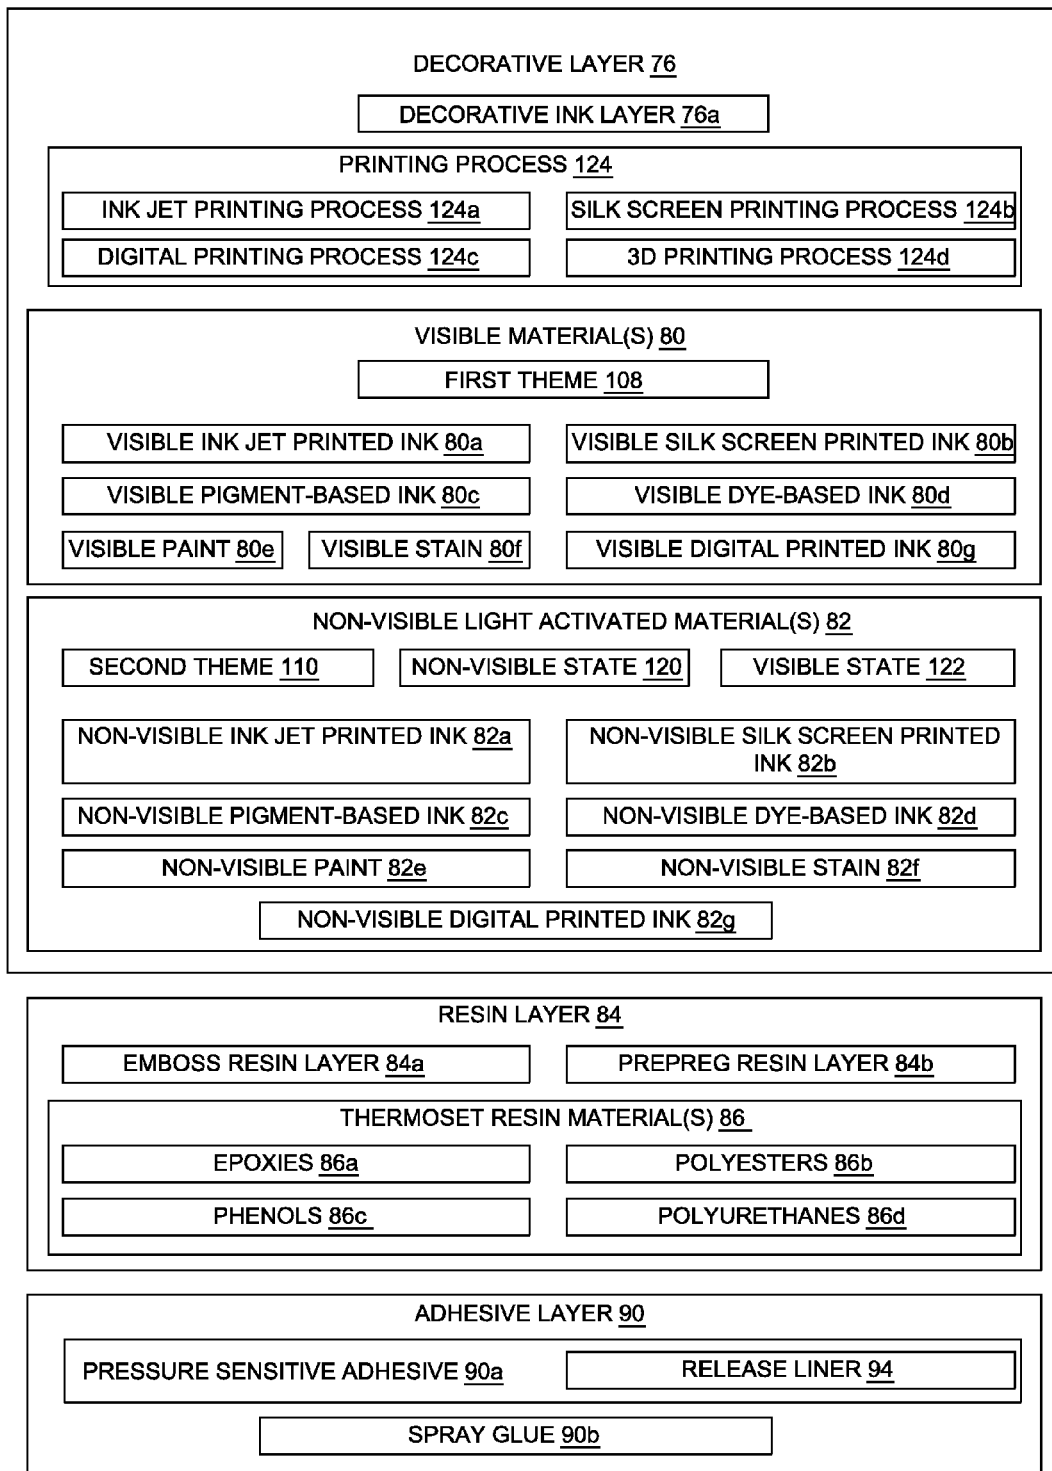 DECORATIVE LAYER 76
DECORATIVE INK LAYER 76a
PRINTING PROCESS 124
INK JET PRINTING PROCESS 124a
SILK SCREEN PRINTING PROCESS 124b
DIGITAL PRINTING PROCESS 124c
3D PRINTING PROCESS 124d
VISIBLE MATERIAL(S) 80
FIRST THEME 108
VISIBLE INK JET PRINTED INK 80a
VISIBLE SILK SCREEN PRINTED INK 80b
VISIBLE PIGMENT-BASED INK 80c
VISIBLE DYE-BASED INK 80d
VISIBLE PAINT 80e
VISIBLE STAIN 80f
VISIBLE DIGITAL PRINTED INK 80g
NON-VISIBLE LIGHT ACTIVATED MATERIAL(S) 82
SECOND THEME 110
NON-VISIBLE STATE 120
VISIBLE STATE 122
NON-VISIBLE INK JET PRINTED INK 82a
NON-VISIBLE SILK SCREEN PRINTED
INK 82b
NON-VISIBLE PIGMENT-BASED INK 82c
NON-VISIBLE DYE-BASED INK 82d
NON-VISIBLE PAINT 82e
NON-VISIBLE STAIN 82f
NON-VISIBLE DIGITAL PRINTED INK 82g
RESIN LAYER 84
EMBOSS RESIN LAYER 84a
PREPREG RESIN LAYER 84b
THERMOSET RESIN MATERIAL(S) 86
EPOXIES 86a
POLYESTERS 86b
PHENOLS 86c
POLYURETHANES 86d
ADHESIVE LAYER 90
PRESSURE SENSITIVE ADHESIVE 90a
RELEASE LINER 94
SPRAY GLUE 90b